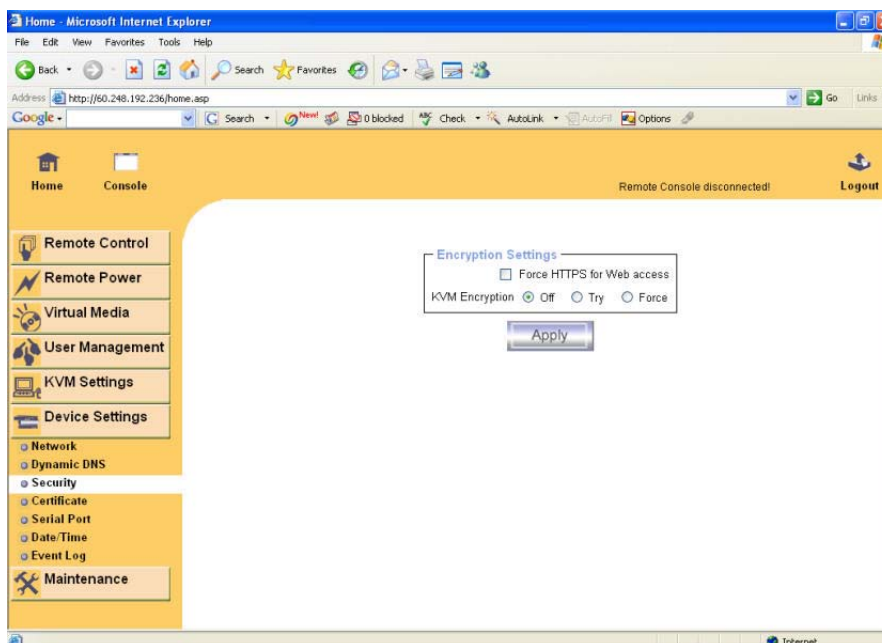 Home - Microsoft Internet Explorer
File Edit View Favorites Tools Help
Back Search Favorites
Address http://60.248.192.236/home.asp Go Links
Google Search New! 0 blocked ABC Check AutoLink AutoFill Options
Home Console Remote Console disconnected! Logout
Remote Control
Remote Power
Virtual Media
User Management
KVM Settings
Device Settings
Network
Dynamic DNS
Security
Certificate
Serial Port
Date/Time
Event Log
Maintenance
Encryption Settings
Force HTTPS for Web access
KVM Encryption Off Try Force
Apply
Internet